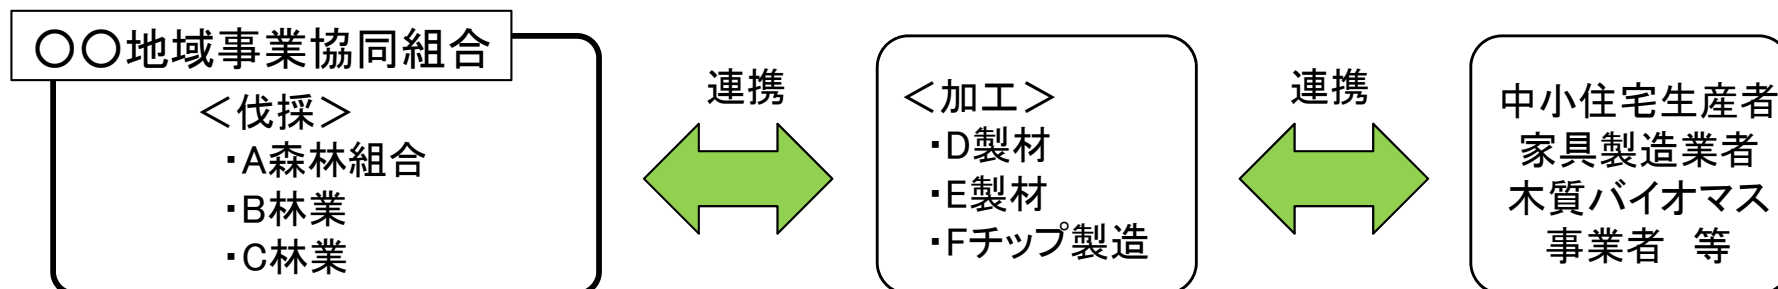 〇〇地域事業協同組合
＜伐採＞
・A森林組合
・B林業
・C林業
連携
＜加工＞
・D製材
・E製材
・Fチップ製造
連携
中小住宅生産者
家具製造業者
木質バイオマス
事業者　等